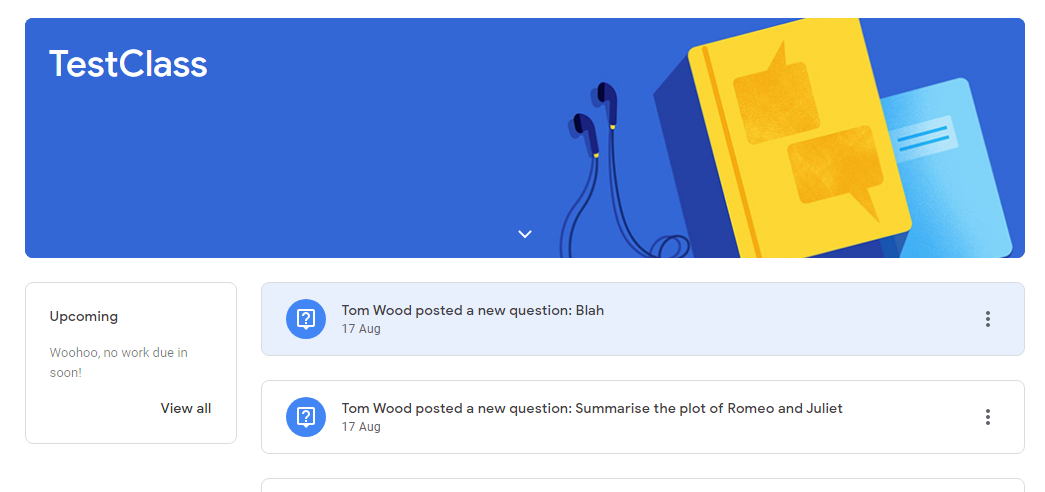 TestClass
Upcoming
Woohoo, no work due in
soon!
View all
Tom Wood posted a new question: Blah
17 Aug
Tom Wood posted a new question: Summarise the plot of Romeo and Juliet
17 Aug